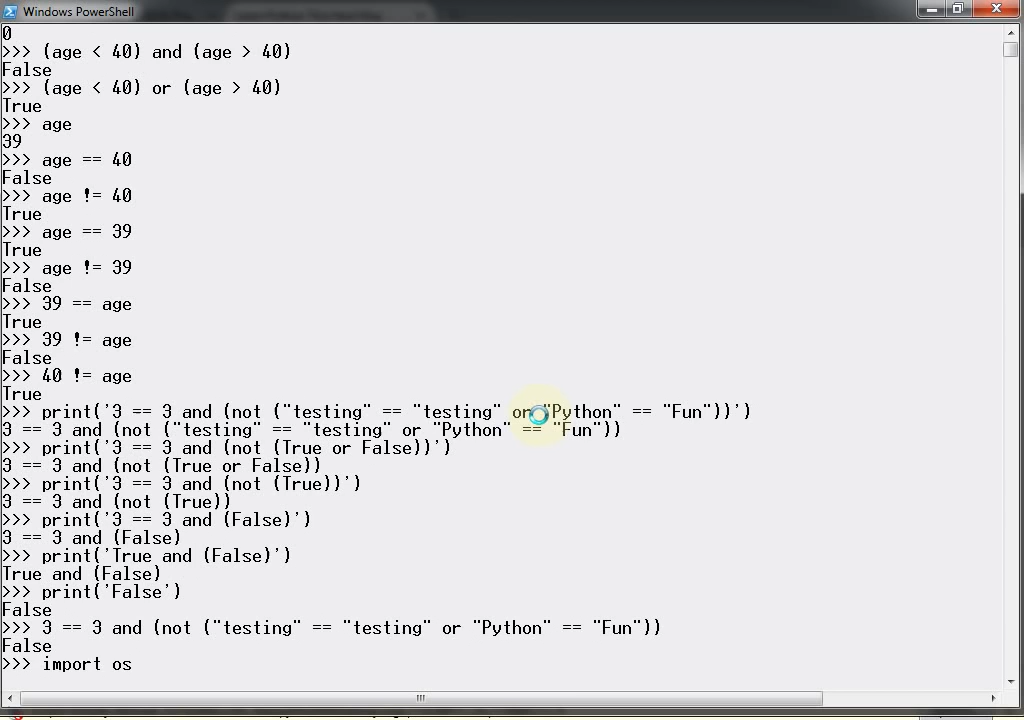 Windows PowerShell
0
>>> (age < 40) and (age > 40)
False
>>> (age < 40) or (age > 40)
True
>>> age
39
>>> age == 40
False
>>> age != 40
True
>>> age == 39
True
>>> age != 39
False
>>> 39 == age
True
>>> 39 != age
False
>>> 40 != age
True
>>> print('3 == 3 and (not ("testing" == "testing" or "Python" == "Fun"))')
3 == 3 and (not ("testing" == "testing" or "Python" == "Fun"))
>>> print('3 == 3 and (not (True or False))')
3 == 3 and (not (True or False))
>>> print('3 == 3 and (not (True))')
3 == 3 and (not (True))
>>> print('3 == 3 and (False)')
3 == 3 and (False)
>>> print('True and (False)')
True and (False)
>>> print('False')
False
>>> 3 == 3 and (not ("testing" == "testing" or "Python" == "Fun"))
False
>>> import os